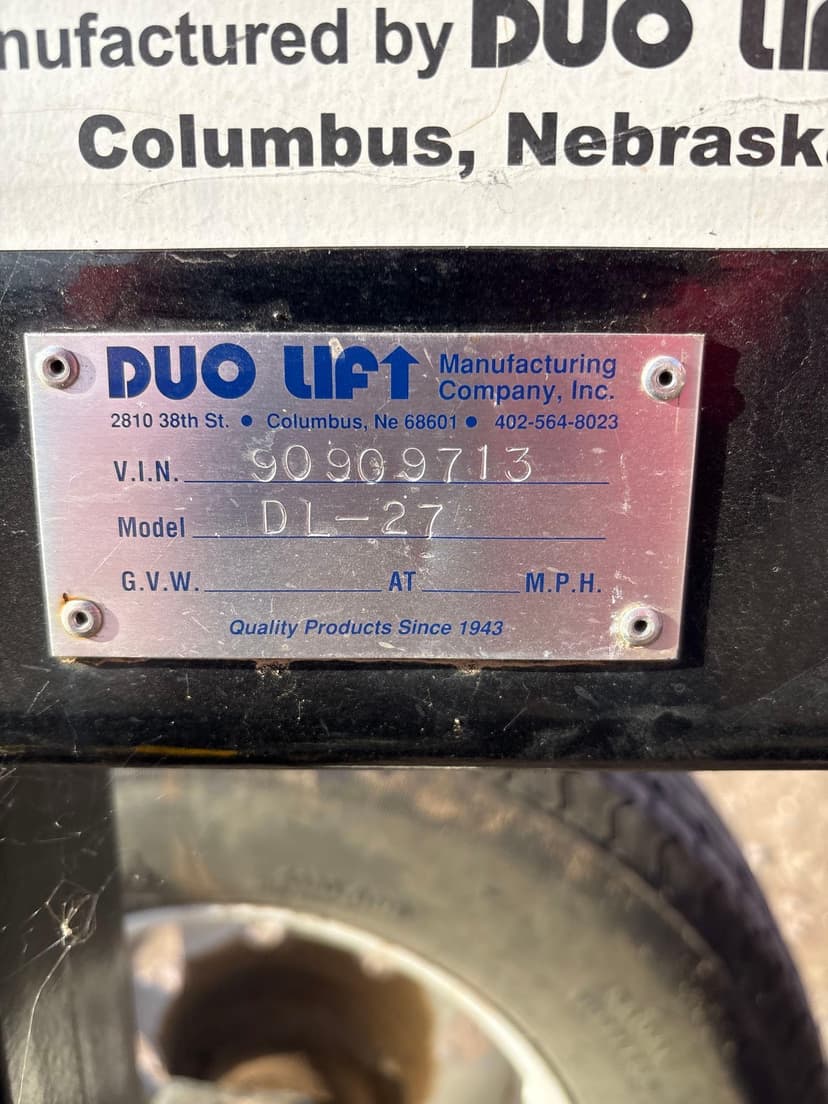 nufactured by DUO LI
Columbus, Nebrask
DUO LIFT Manufacturing Company, Inc.
2810 38th St. • Columbus, Ne 68601 • 402-564-8023
V.I.N. 90909713
Model DL-27
G.V.W. AT M.P.H.
Quality Products Since 1943